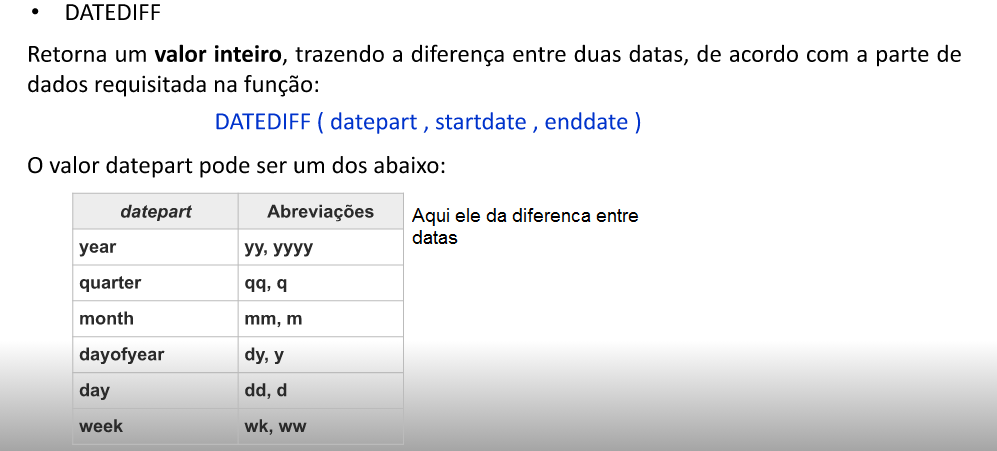 • DATEDIFF
Retorna um valor inteiro, trazendo a diferença entre duas datas, de acordo com a parte de
dados requisitada na função:
DATEDIFF ( datepart , startdate , enddate )
O valor datepart pode ser um dos abaixo:
datepart Abreviações
year yy, yyyy
quarter qq, q
month mm, m
dayofyear dy, y
day dd, d
week wk, ww
Aqui ele da diferenca entre
datas